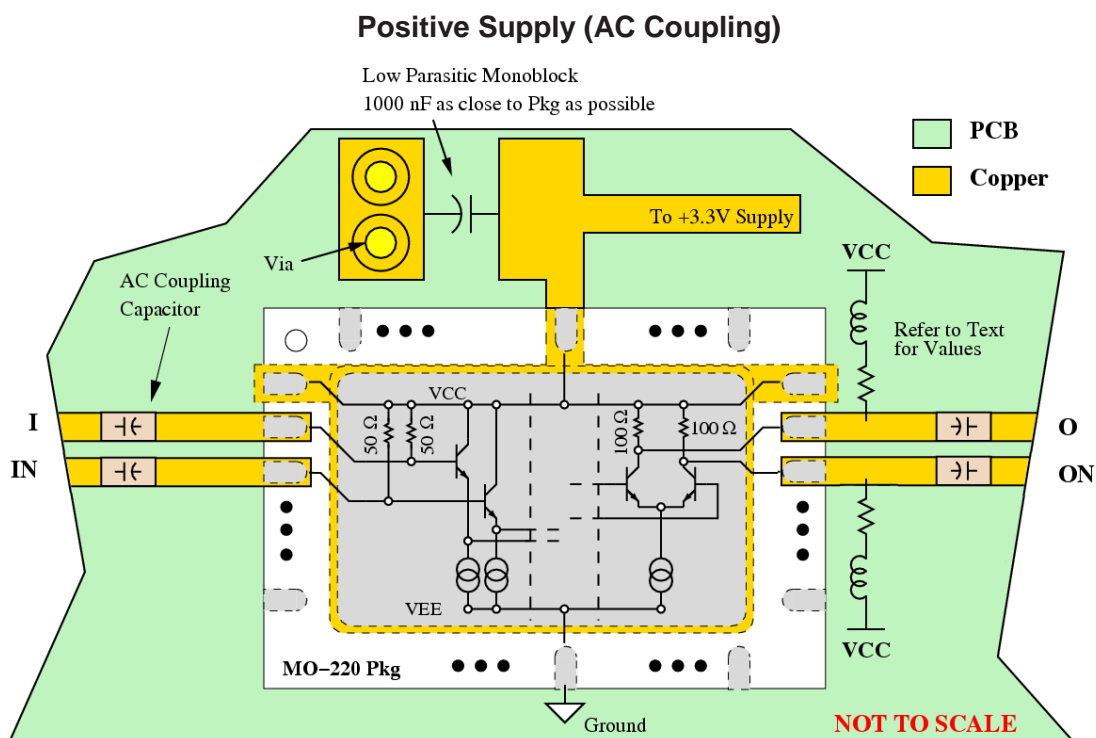 Positive Supply (AC Coupling)
Low Parasitic Monoblock
1000 nF as close to Pkg as possible
PCB
Copper
To +3.3V Supply
Via
AC Coupling
Capacitor
VCC
Refer to Text
for Values
VCC
50 Ω
50 Ω
100 Ω
100 Ω
I
IN
O
ON
VEE
VCC
MO−220 Pkg
Ground
NOT TO SCALE